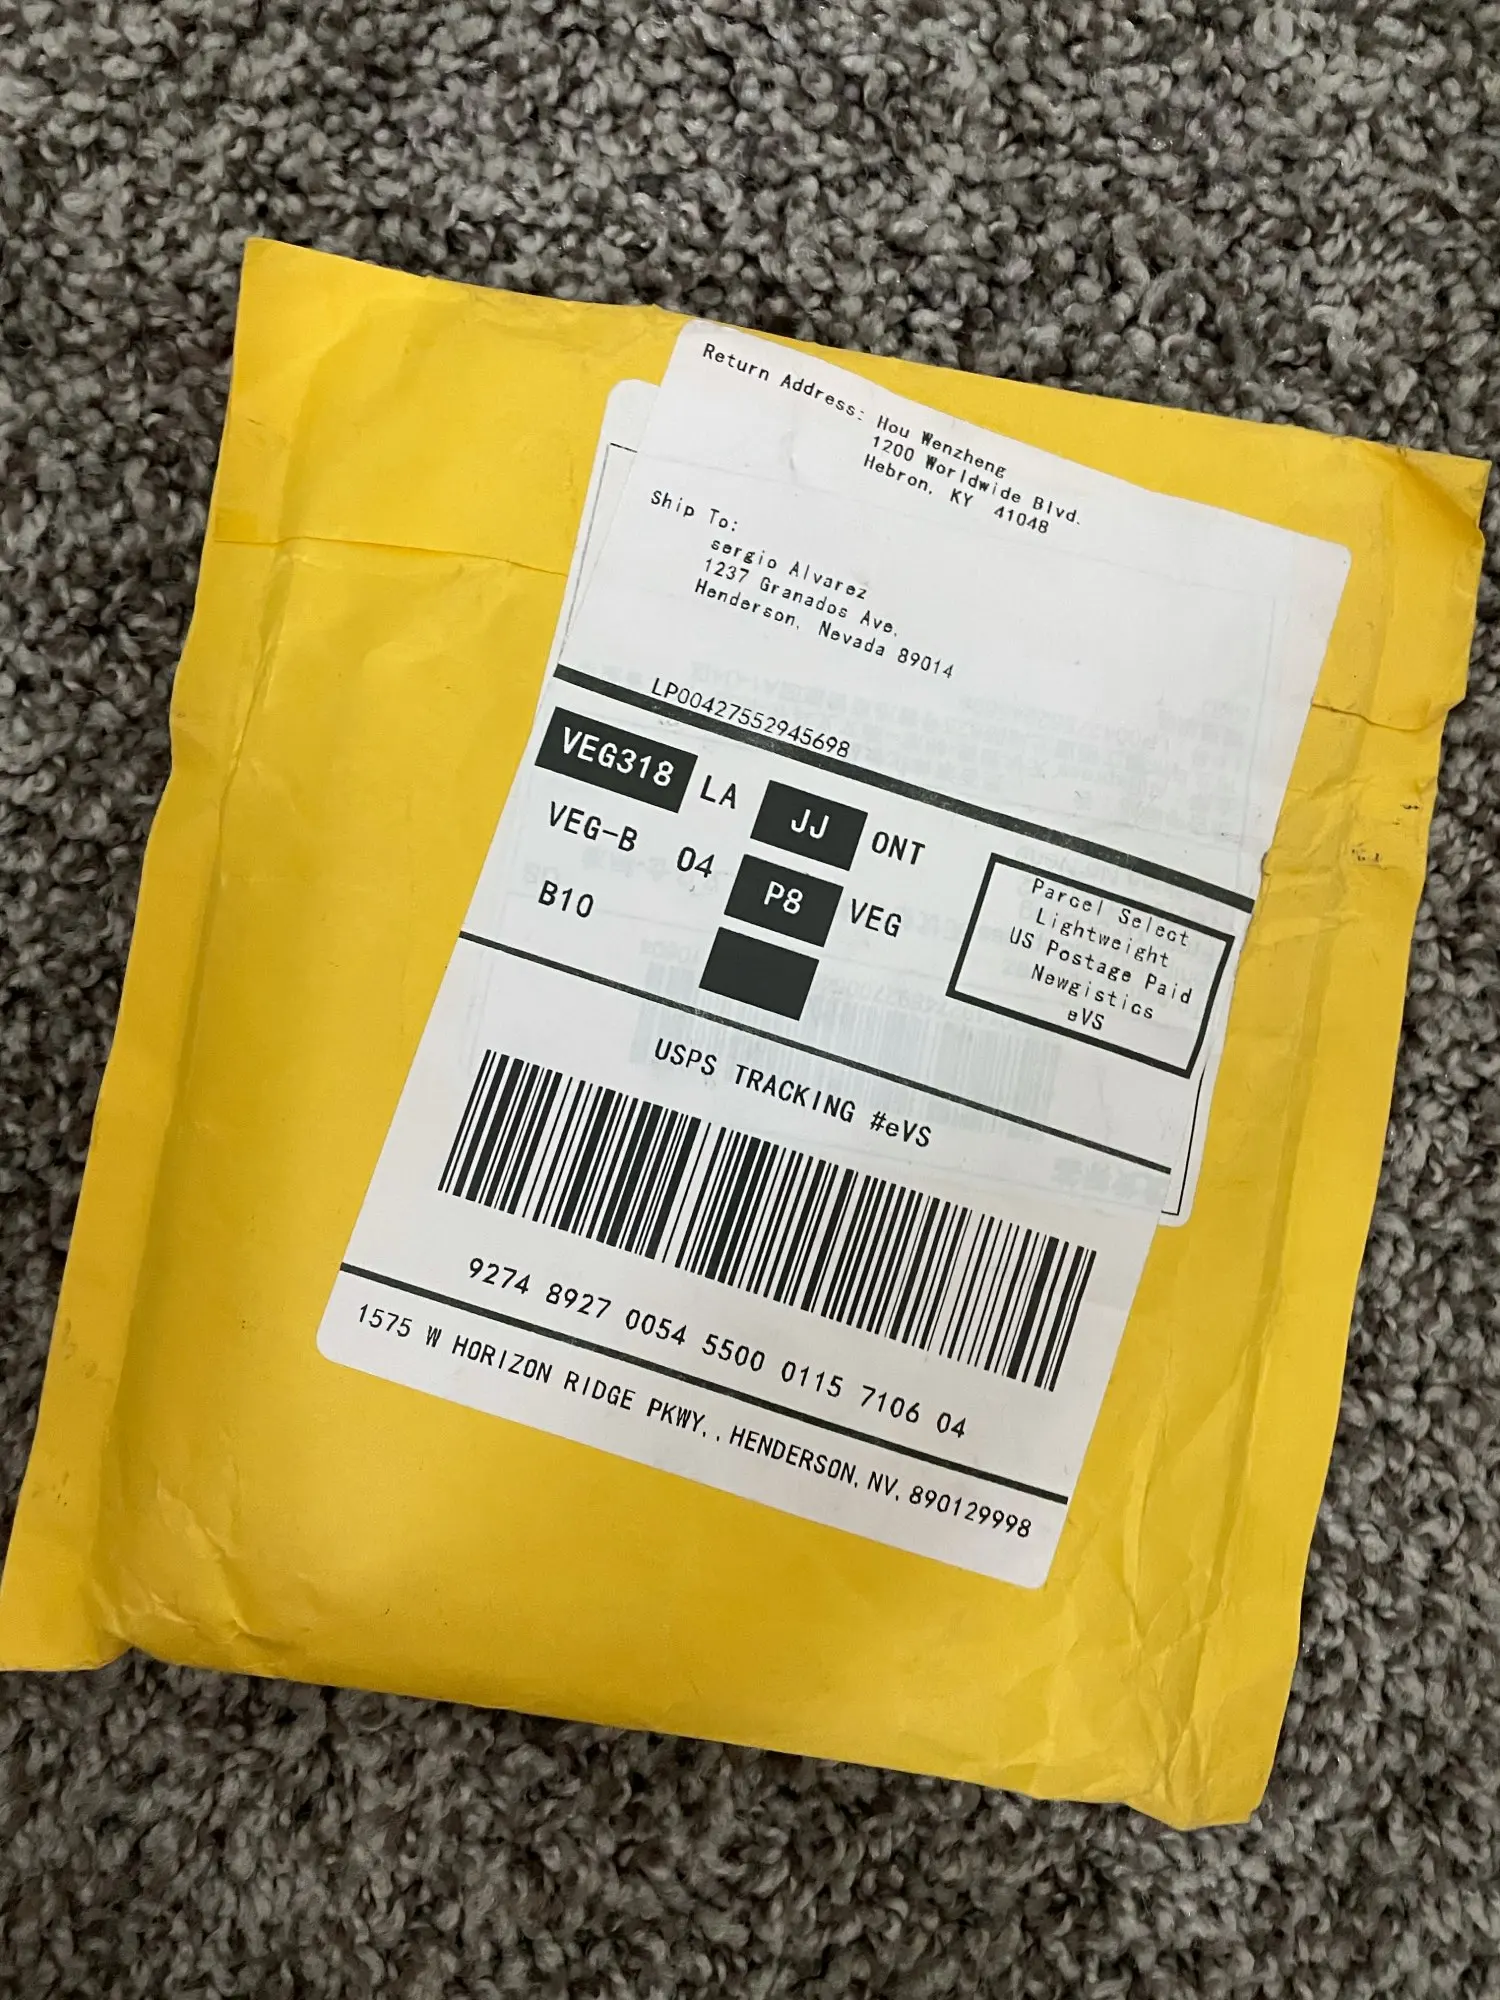 Return Address: Hou Wenzheng
1200 Worldwide Blvd.
Hebron, KY 41048
Ship To:
sergio Alvarez
1237 Granados Ave.
Henderson, Nevada 89014
LP00427552945698
VEG318 LA JJ ONT
VEG-B 04 P8 VEG
B10
Parcel Select
Lightweight
US Postage Paid
Newgistics
eVS
USPS TRACKING #eVS
9274 8927 0054 5500 0115 7106 04
1575 W HORIZON RIDGE PKWY,, HENDERSON, NV, 890129998